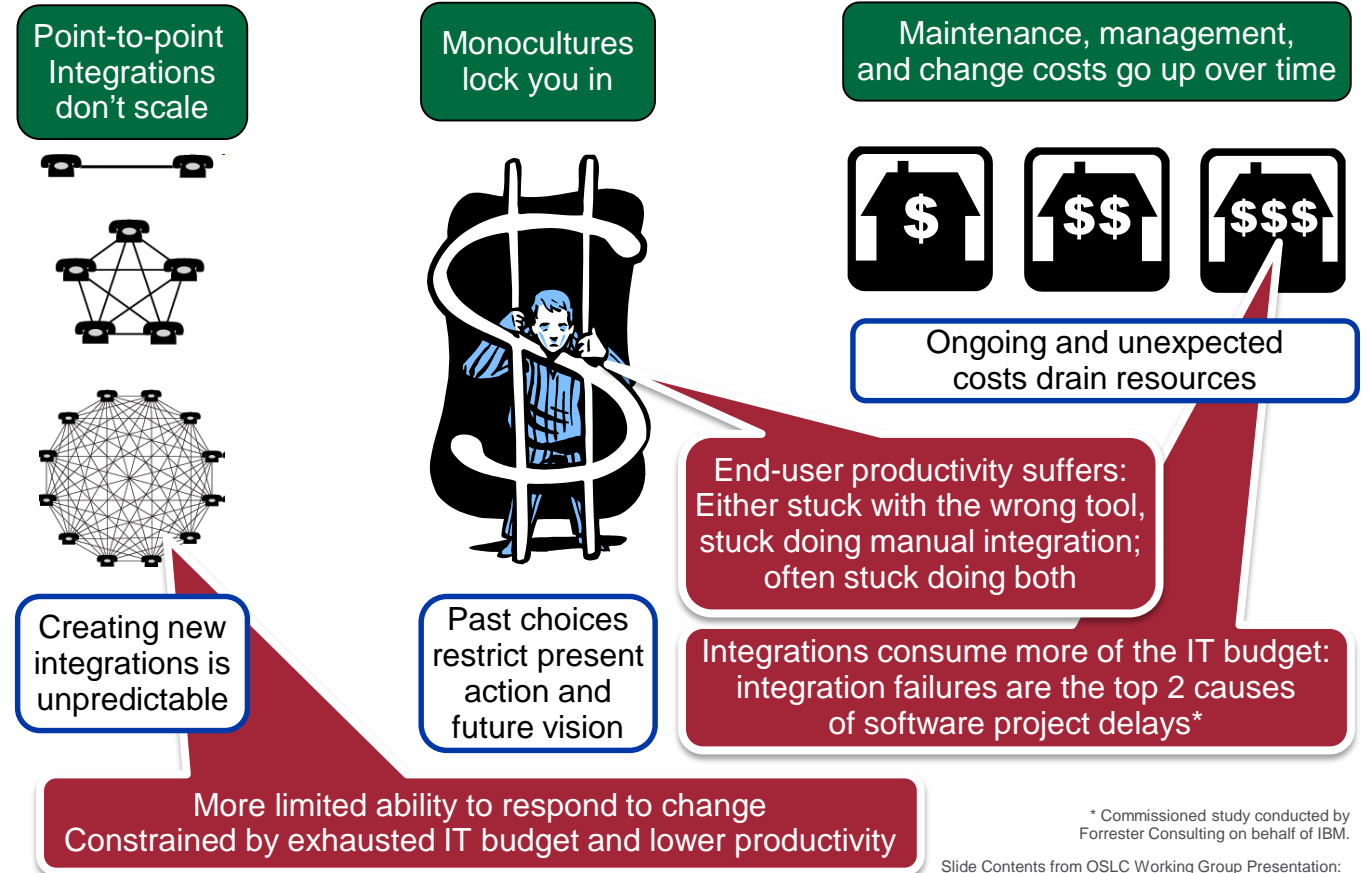 Point-to-point
Integrations
don't scale
Monocultures
lock you in
Maintenance, management,
and change costs go up over time
$
$$
$$$
Ongoing and unexpected
costs drain resources
End-user productivity suffers:
Either stuck with the wrong tool,
stuck doing manual integration;
often stuck doing both
Creating new
integrations is
unpredictable
Past choices
restrict present
action and
future vision
Integrations consume more of the IT budget:
integration failures are the top 2 causes
of software project delays*
More limited ability to respond to change
Constrained by exhausted IT budget and lower productivity
* Commissioned study conducted by
Forrester Consulting on behalf of IBM.
Slide Contents from OSLC Working Group Presentation: